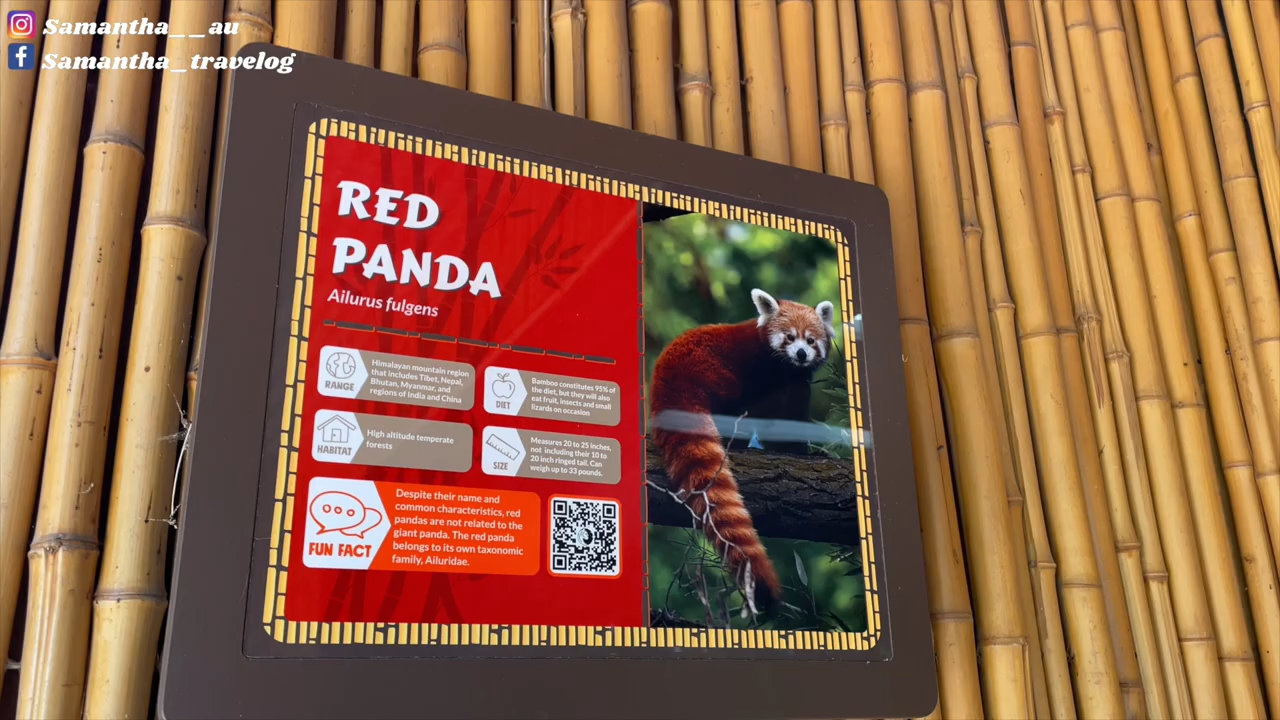 Samantha__au
Samantha_travelog
RED
PANDA
Ailurus fulgens
RANGE
Himalayan mountain region
that includes Tibet, Nepal,
Bhutan, Myanmar, and
regions of India and China
DIET
Bamboo constitutes 95% of
the diet, but they will also
eat fruit, insects and small
lizards on occasion
HABITAT
High altitude temperate
forests
SIZE
Measures 20 to 25 inches,
not including their 10 to
20 inch ringed tail. Can
weigh up to 33 pounds.
FUN FACT
Despite their name and
common characteristics, red
pandas are not related to the
giant panda. The red panda
belongs to its own taxonomic
family, Ailuridae.